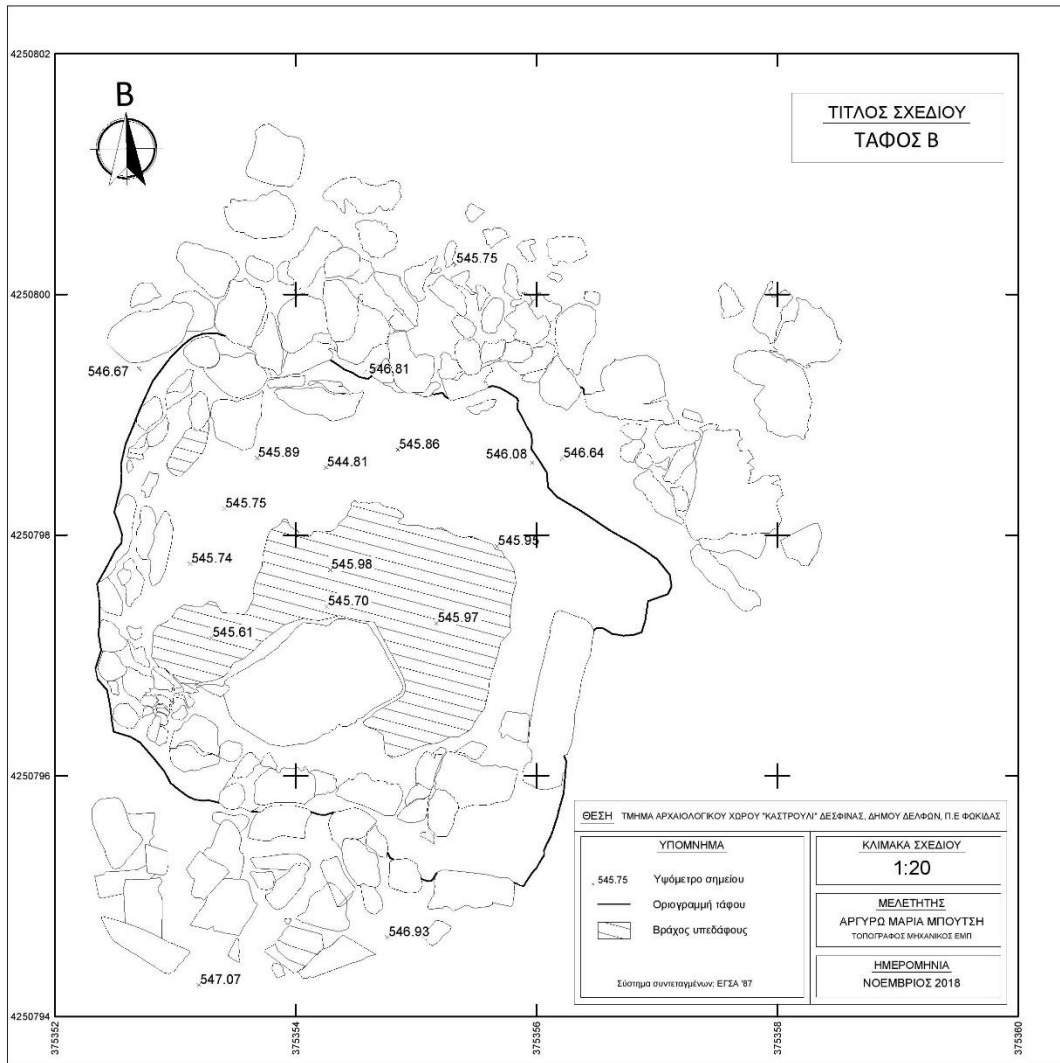 4250802
B
ΤΙΤΛΟΣ ΣΧΕΔΙΟΥ
ΤΑΦΟΣ Β
545.75
4250800
546.67
546.81
545.89
544.81
545.86
546.08
546.64
545.75
4250798
545.95
545.74
545.98
545.70
545.97
545.61
4250796
ΘΕΣΗ ΤΜΗΜΑ ΑΡΧΑΙΟΛΟΓΙΚΟΥ ΧΩΡΟΥ "ΚΑΣΤΡΟΥΛΙ" ΔΕΣΦΙΝΑΣ, ΔΗΜΟΥ ΔΕΛΦΩΝ, Π.Ε ΦΩΚΙΔΑΣ
ΥΠΟΜΝΗΜΑ
545.75 Υψόμετρο σημείου
Οριογραμμή τάφου
Βράχος υπεδάφους
Σύστημα συντεταγμένων: ΕΓΣΑ '87
ΚΛΙΜΑΚΑ ΣΧΕΔΙΟΥ
1:20
ΜΕΛΕΤΗΤΗΣ
ΑΡΓΥΡΩ ΜΑΡΙΑ ΜΠΟΥΤΣΗ
ΤΟΠΟΓΡΑΦΟΣ ΜΗΧΑΝΙΚΟΣ ΕΜΠ
ΗΜΕΡΟΜΗΝΙΑ
ΝΟΕΜΒΡΙΟΣ 2018
546.93
547.07
4250794
375352
375354
375356
375358
375360